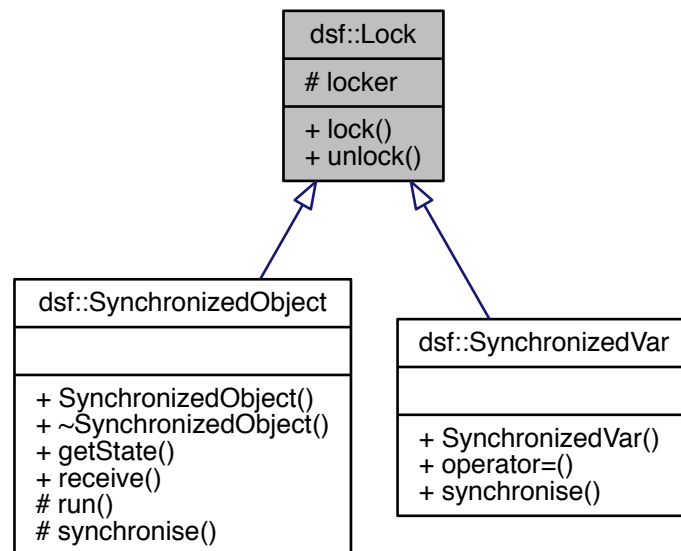 dsf::Lock
# locker
+ lock()
+ unlock()
dsf::SynchronizedObject
+ SynchronizedObject()
+ ~SynchronizedObject()
+ getState()
+ receive()
# run()
# synchronise()
dsf::SynchronizedVar
+ SynchronizedVar()
+ operator=()
+ synchronise()